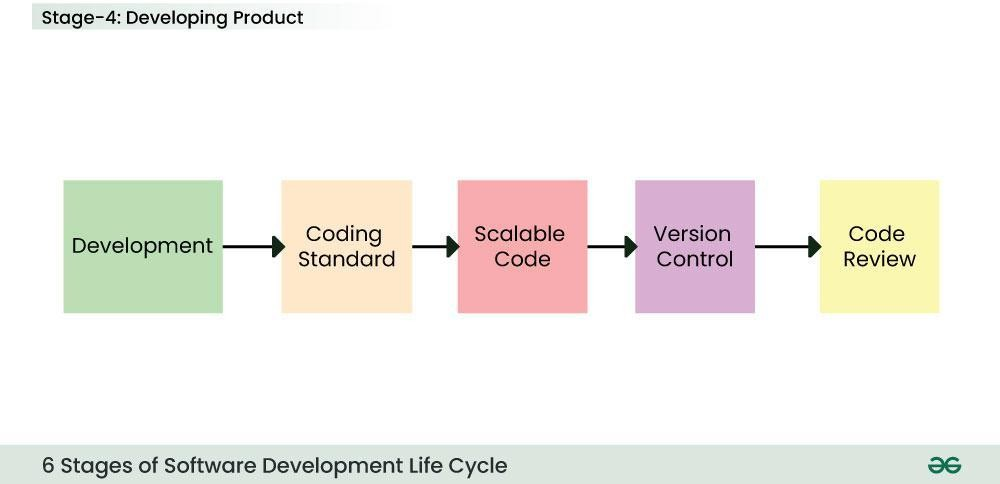 Stage-4: Developing Product
Development
Coding
Standard
Scalable
Code
Version
Control
Code
Review
6 Stages of Software Development Life Cycle